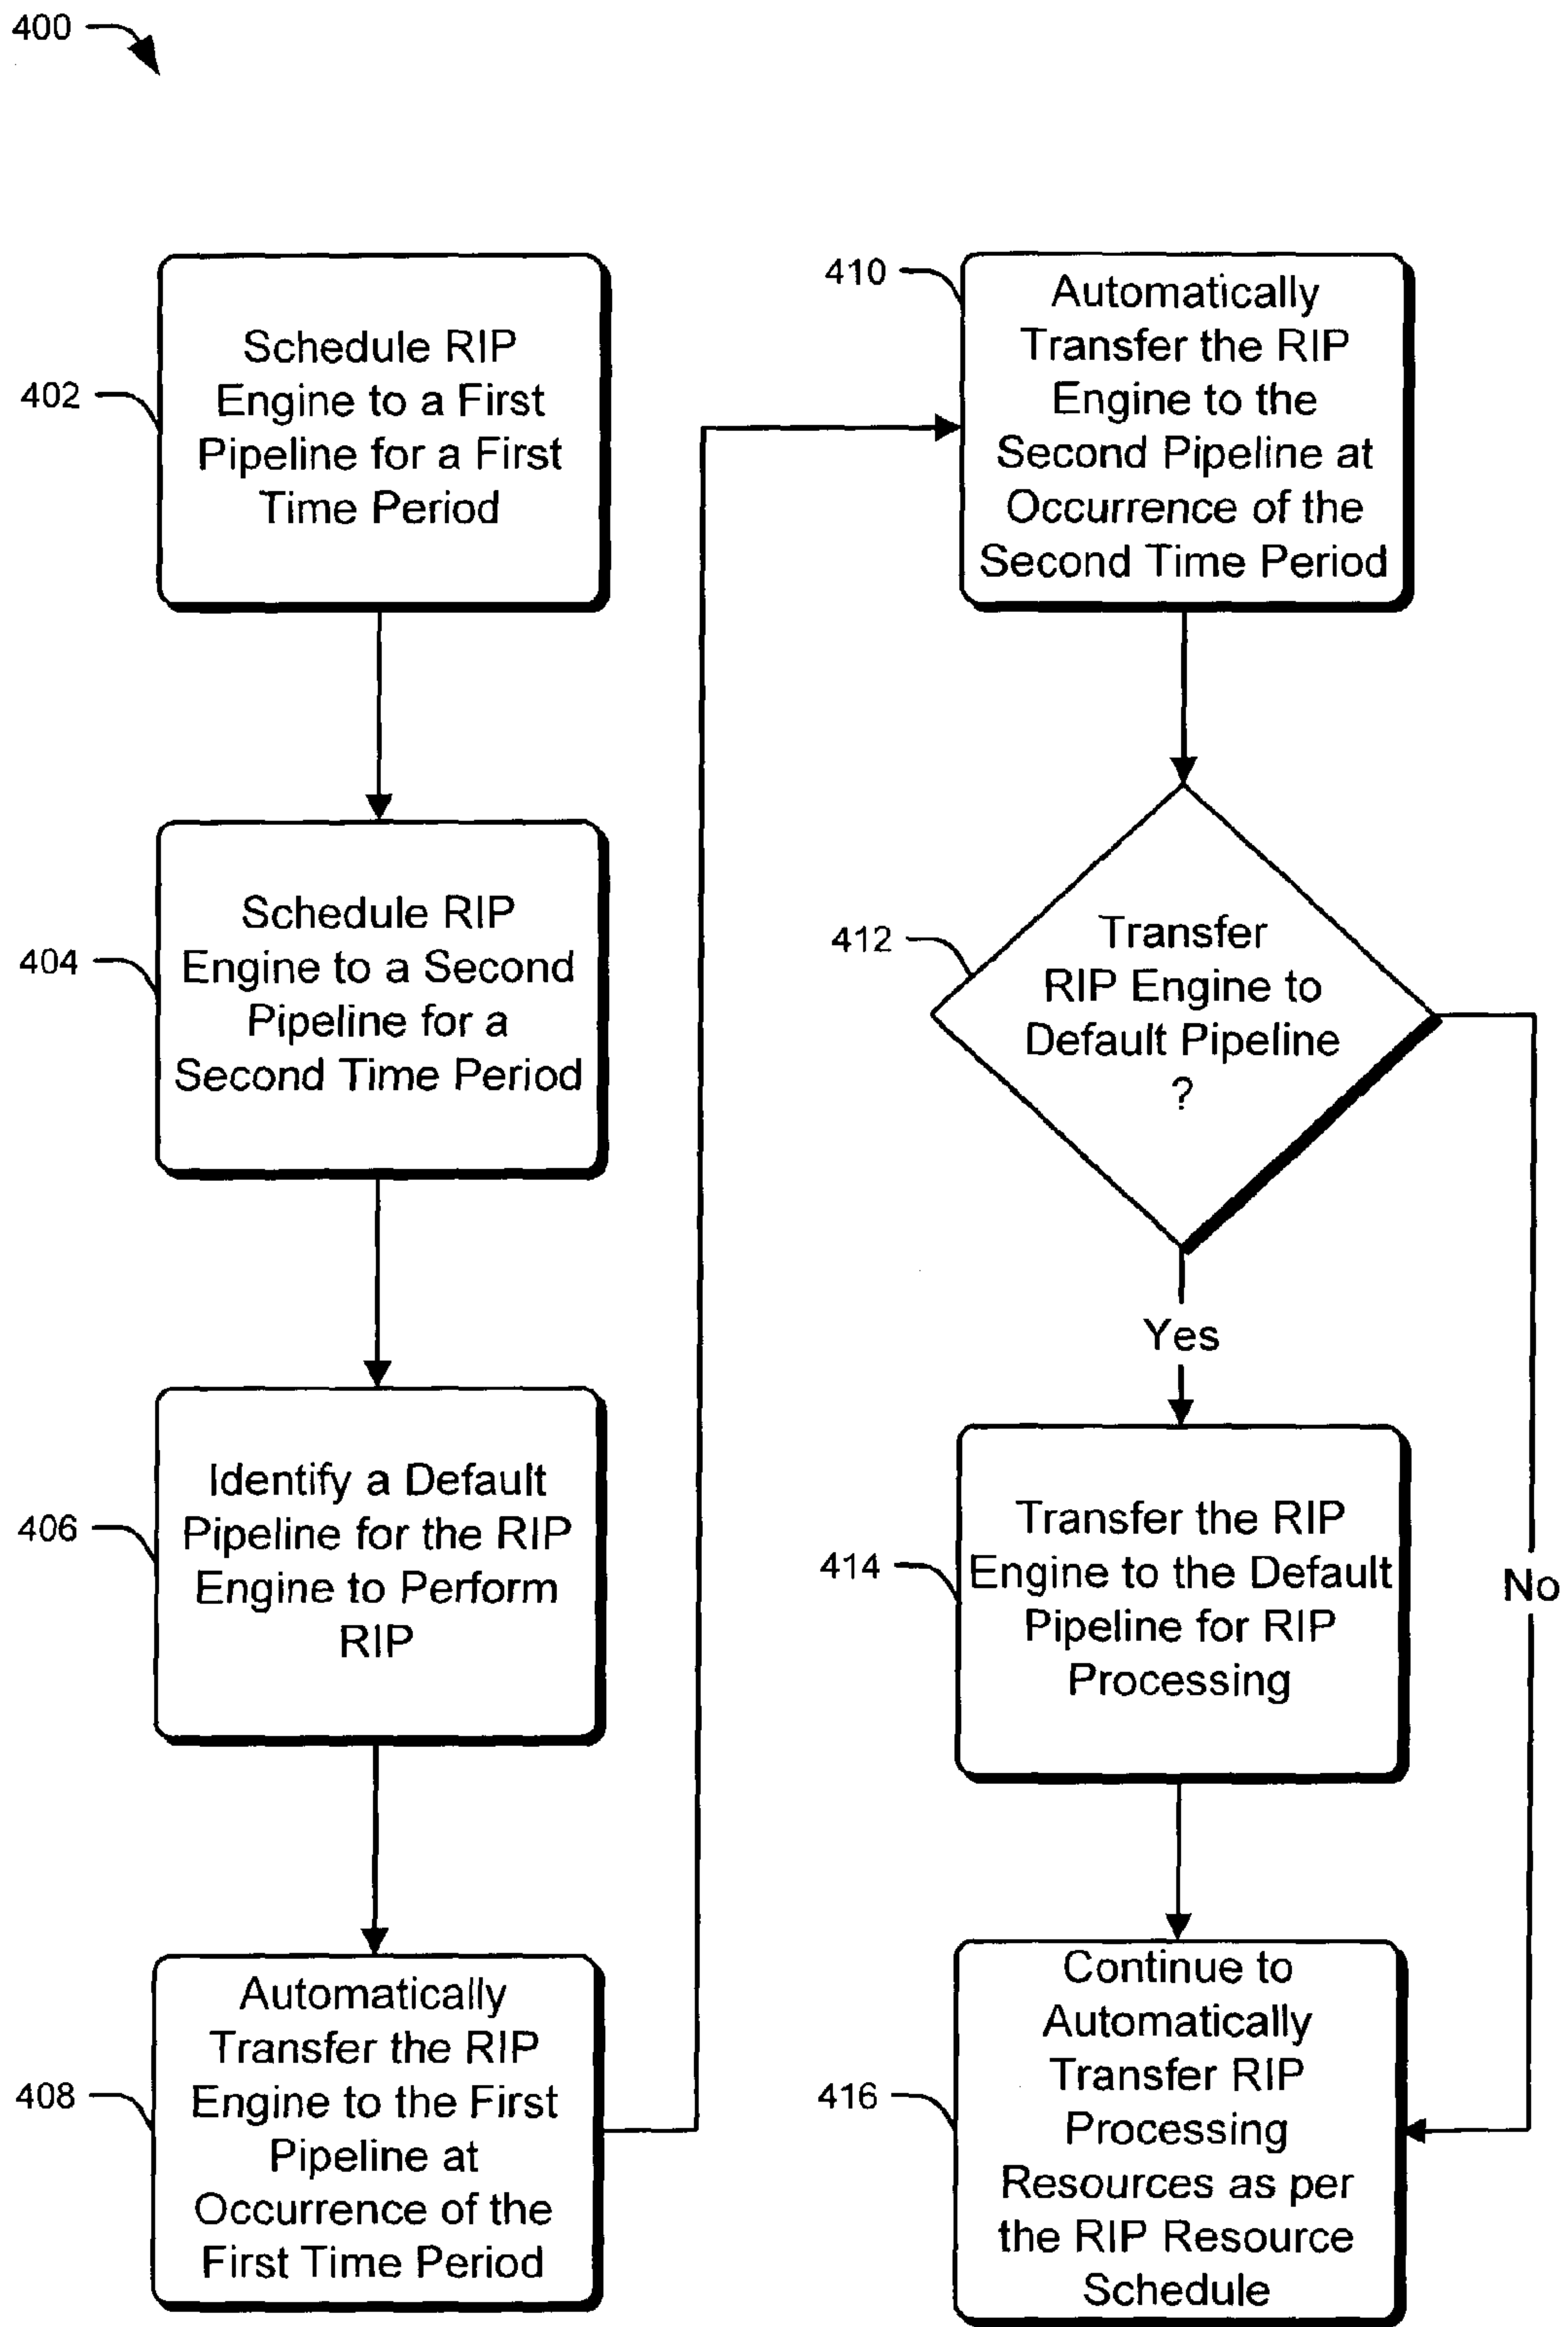 400
402
Schedule RIP
Engine to a First
Pipeline for a First
Time Period
404
Schedule RIP
Engine to a Second
Pipeline for a
Second Time Period
406
Identify a Default
Pipeline for the RIP
Engine to Perform
RIP
408
Automatically
Transfer the RIP
Engine to the First
Pipeline at
Occurrence of the
First Time Period
410
Automatically
Transfer the RIP
Engine to the
Second Pipeline at
Occurrence of the
Second Time Period
412
Transfer
RIP Engine to
Default Pipeline
?
Yes
No
414
Transfer the RIP
Engine to the Default
Pipeline for RIP
Processing
416
Continue to
Automatically
Transfer RIP
Processing
Resources as per
the RIP Resource
Schedule